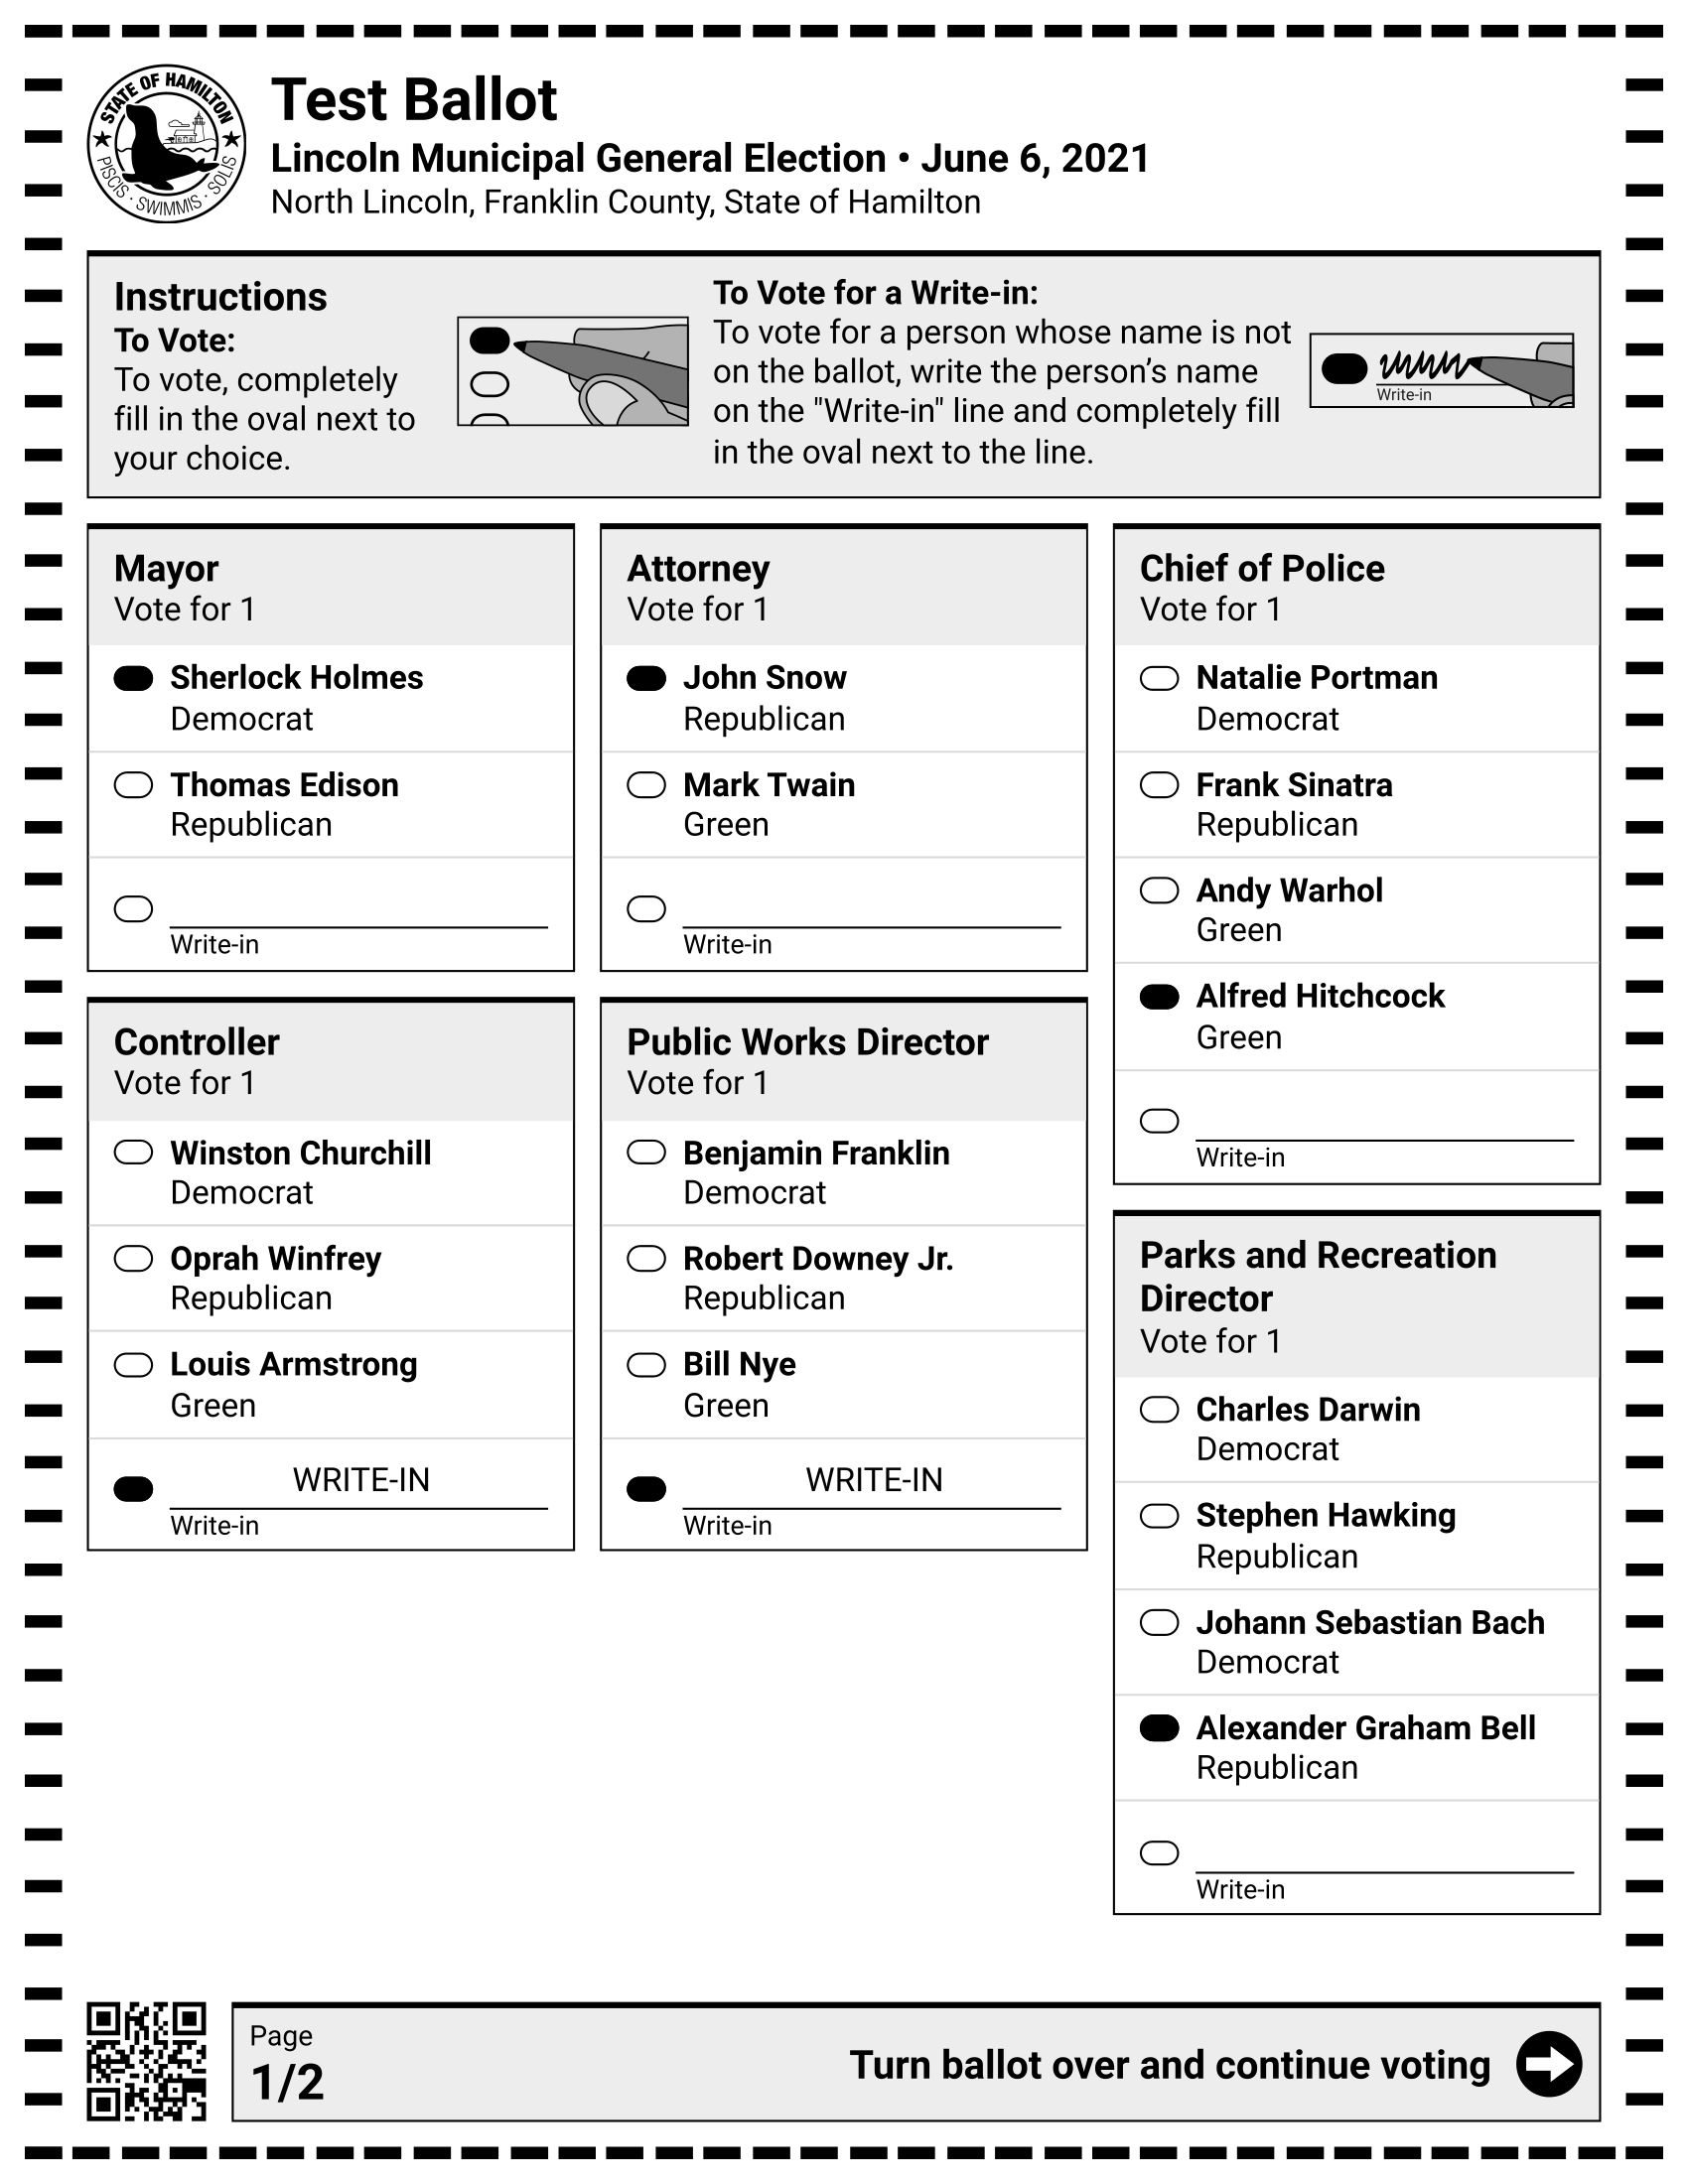 STATE OF HAMILTON
PISCIS · SWIMMIS · SOLIS
Test Ballot
Lincoln Municipal General Election • June 6, 2021
North Lincoln, Franklin County, State of Hamilton
Instructions
To Vote:
To vote, completely
fill in the oval next to
your choice.
To Vote for a Write-in:
To vote for a person whose name is not
on the ballot, write the person’s name
on the "Write-in" line and completely fill
in the oval next to the line.
Write-in
Mayor
Vote for 1
Sherlock Holmes
Democrat
Thomas Edison
Republican
Write-in
Controller
Vote for 1
Winston Churchill
Democrat
Oprah Winfrey
Republican
Louis Armstrong
Green
WRITE-IN
Write-in
Attorney
Vote for 1
John Snow
Republican
Mark Twain
Green
Write-in
Public Works Director
Vote for 1
Benjamin Franklin
Democrat
Robert Downey Jr.
Republican
Bill Nye
Green
WRITE-IN
Write-in
Chief of Police
Vote for 1
Natalie Portman
Democrat
Frank Sinatra
Republican
Andy Warhol
Green
Alfred Hitchcock
Green
Write-in
Parks and Recreation
Director
Vote for 1
Charles Darwin
Democrat
Stephen Hawking
Republican
Johann Sebastian Bach
Democrat
Alexander Graham Bell
Republican
Write-in
Page
1/2
Turn ballot over and continue voting